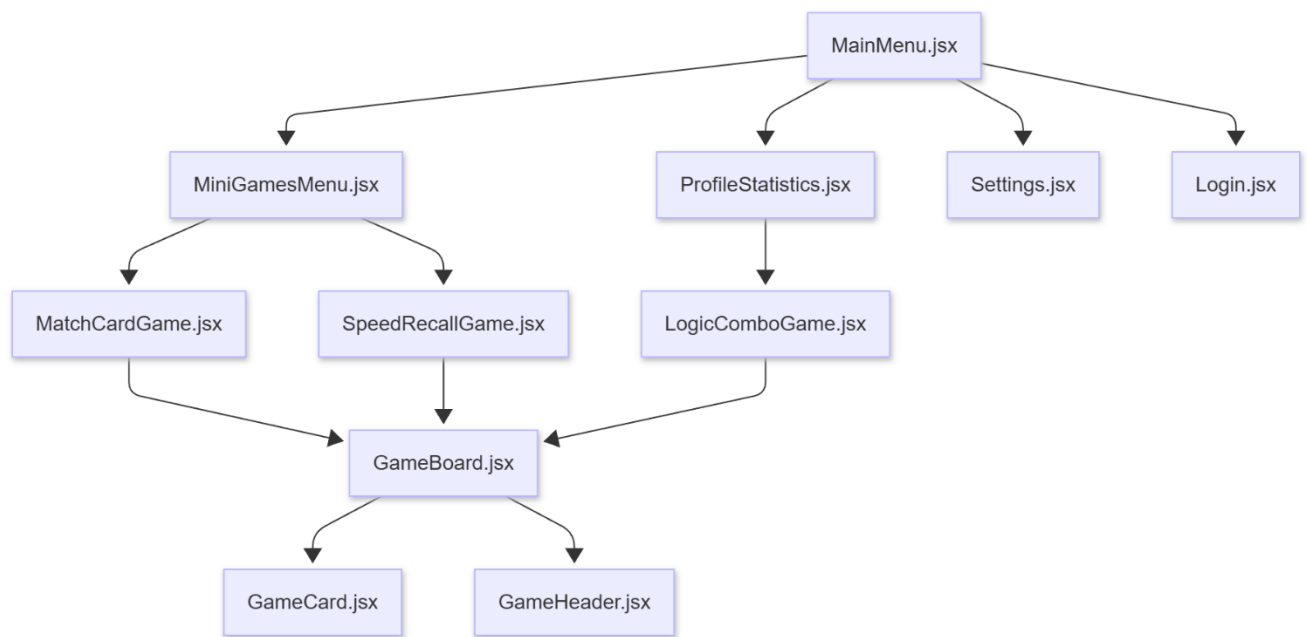 MainMenu.jsx
MiniGamesMenu.jsx
ProfileStatistics.jsx
Settings.jsx
Login.jsx
MatchCardGame.jsx
SpeedRecallGame.jsx
LogicComboGame.jsx
GameBoard.jsx
GameCard.jsx
GameHeader.jsx